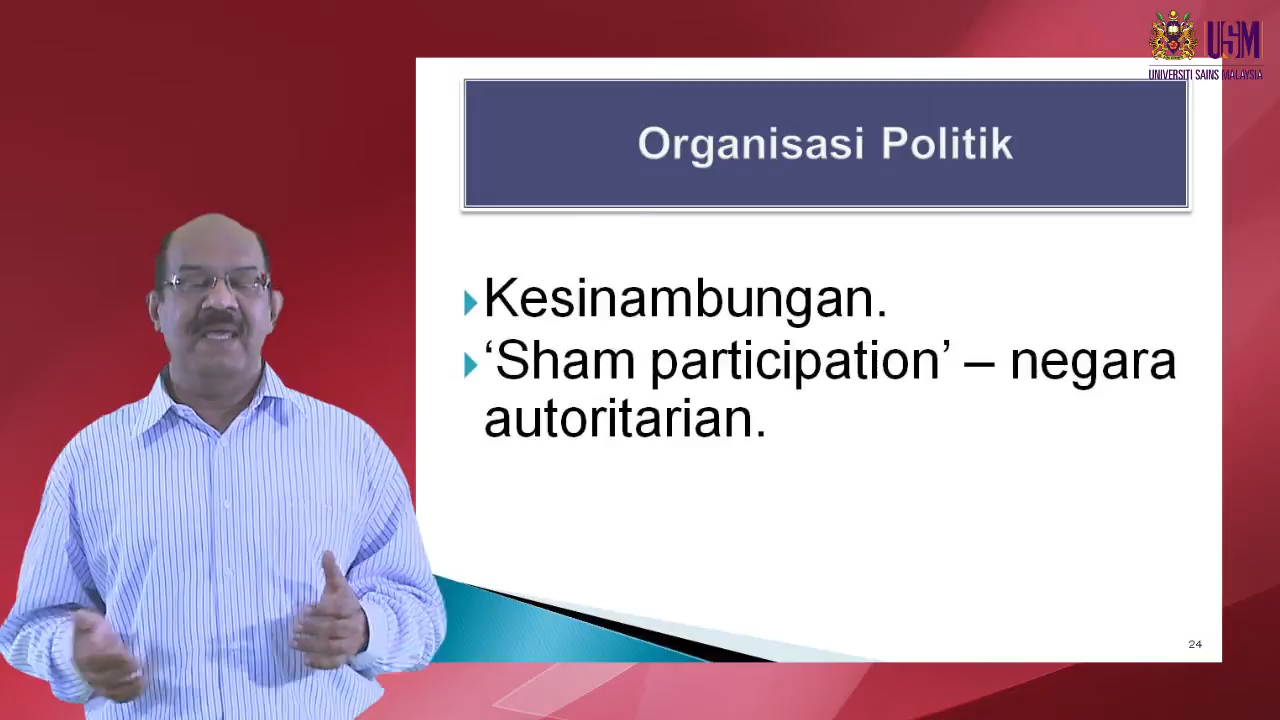 USM
UNIVERSITI SAINS MALAYSIA
Organisasi Politik
Kesinambungan.
‘Sham participation’ – negara
autoritarian.
24